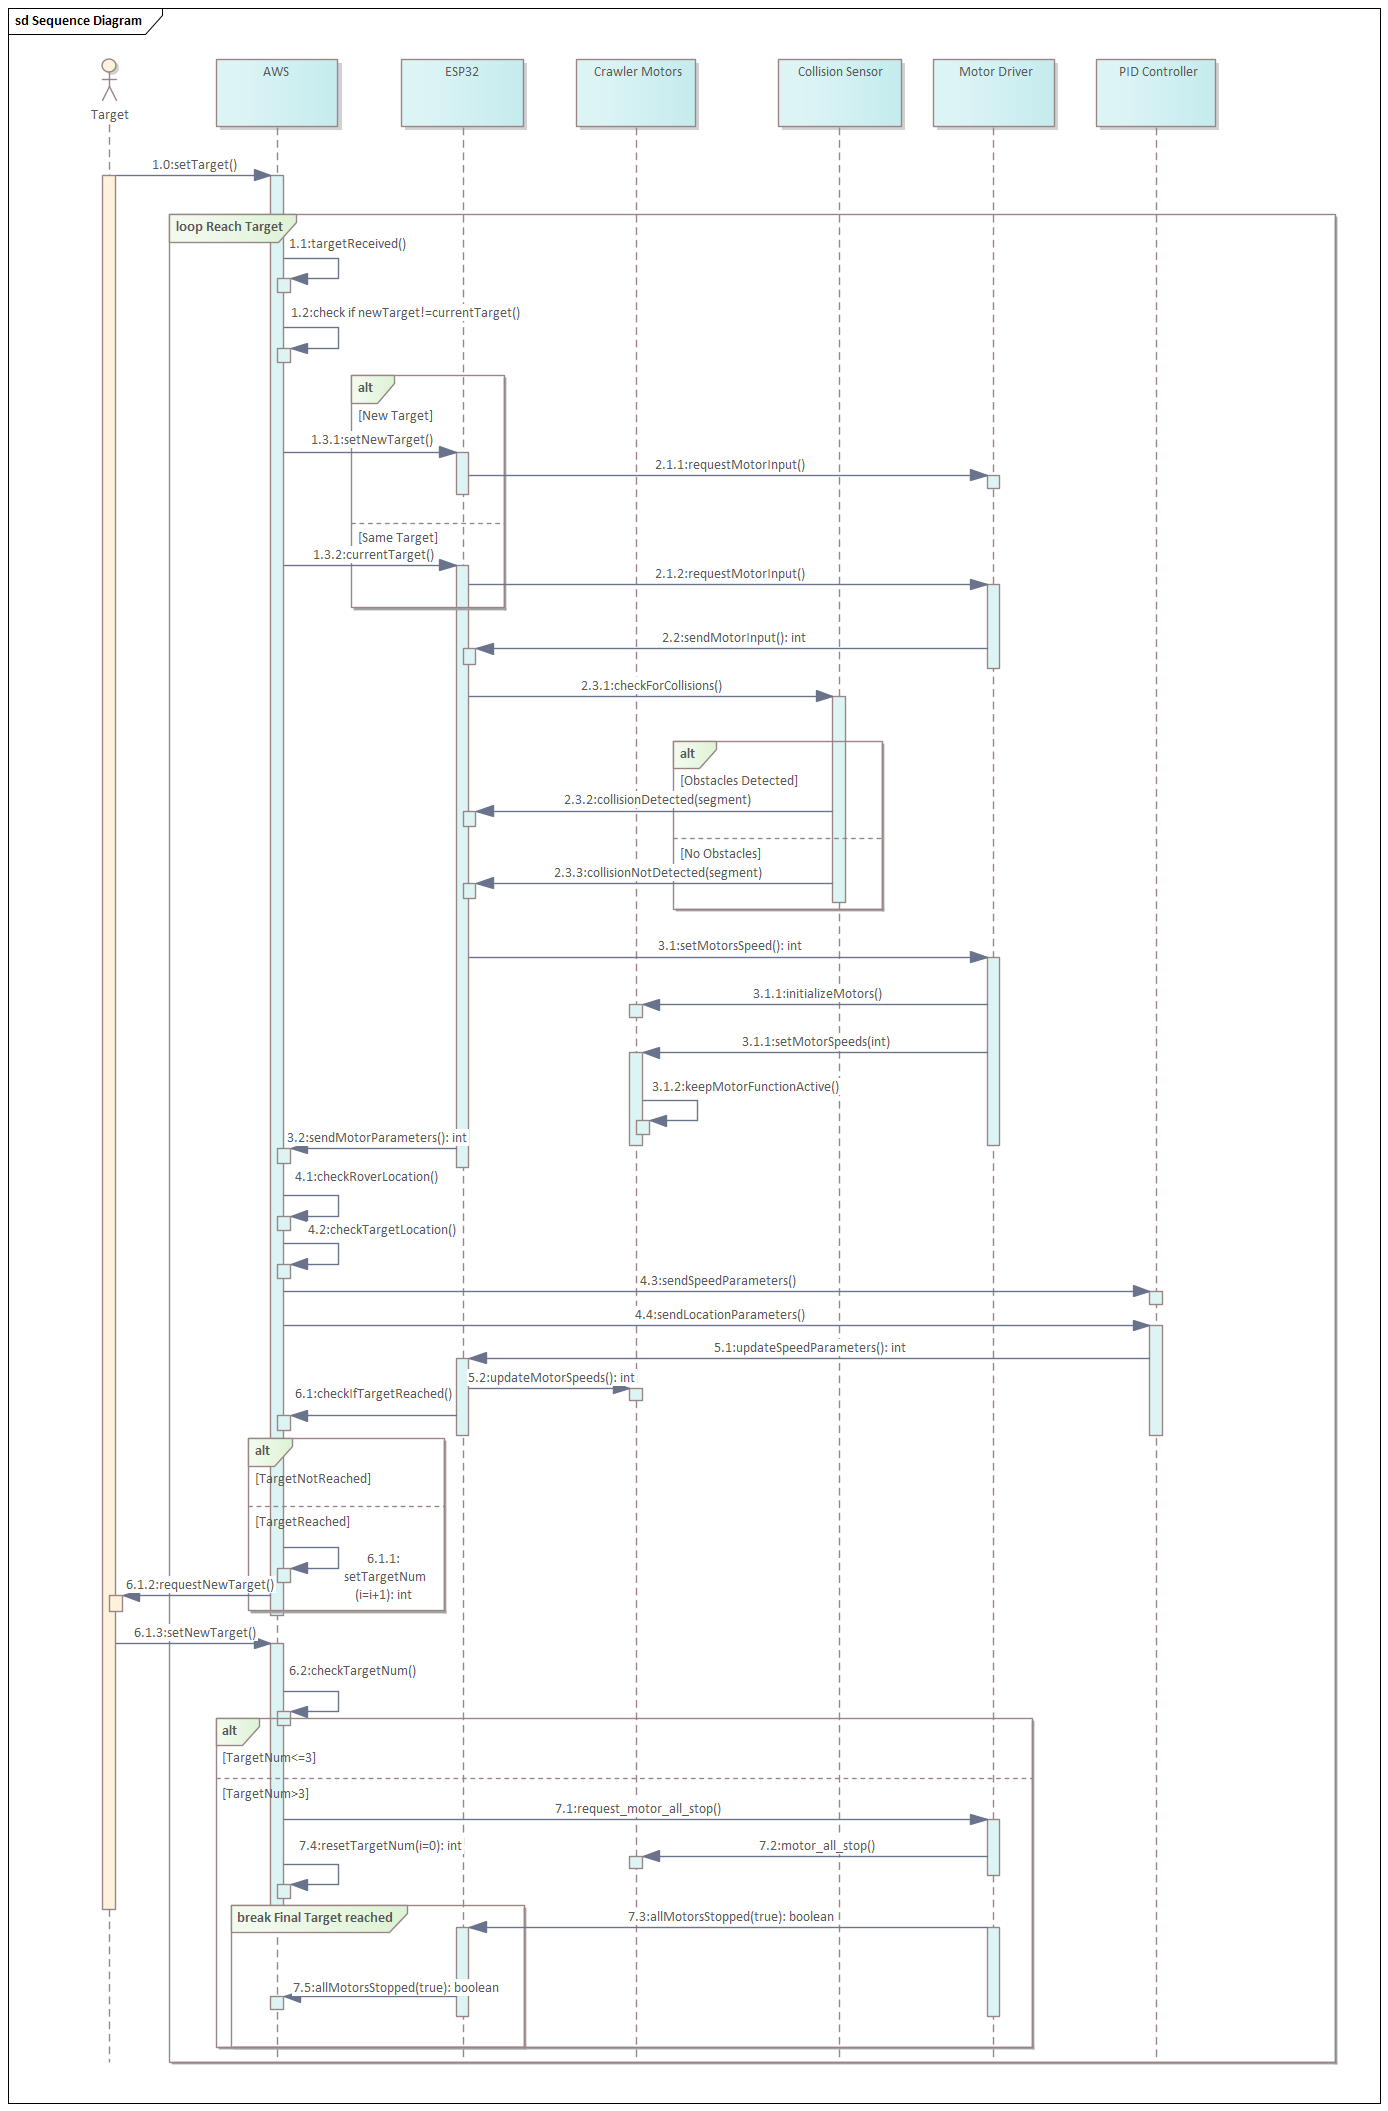 sd Sequence Diagram
Target
AWS
ESP32
Crawler Motors
Collision Sensor
Motor Driver
PID Controller
1.0:setTarget()
loop Reach Target
1.1:targetReceived()
1.2:check if newTarget!=currentTarget()
alt
[New Target]
1.3.1:setNewTarget()
2.1.1:requestMotorInput()
[Same Target]
1.3.2:currentTarget()
2.1.2:requestMotorInput()
2.2:sendMotorInput(): int
2.3.1:checkForCollisions()
alt
[Obstacles Detected]
2.3.2:collisionDetected(segment)
[No Obstacles]
2.3.3:collisionNotDetected(segment)
3.1:setMotorsSpeed(): int
3.1.1:initializeMotors()
3.1.1:setMotorSpeeds(int)
3.1.2:keepMotorFunctionActive()
3.2:sendMotorParameters(): int
4.1:checkRoverLocation()
4.2:checkTargetLocation()
4.3:sendSpeedParameters()
4.4:sendLocationParameters()
5.1:updateSpeedParameters(): int
5.2:updateMotorSpeeds(): int
6.1:checkIfTargetReached()
alt
[TargetNotReached]
[TargetReached]
6.1.1:
setTargetNum
(i=i+1): int
6.1.2:requestNewTarget()
6.1.3:setNewTarget()
6.2:checkTargetNum()
alt
[TargetNum<=3]
[TargetNum>3]
7.1:request_motor_all_stop()
7.4:resetTargetNum(i=0): int
7.2:motor_all_stop()
break Final Target reached
7.3:allMotorsStopped(true): boolean
7.5:allMotorsStopped(true): boolean